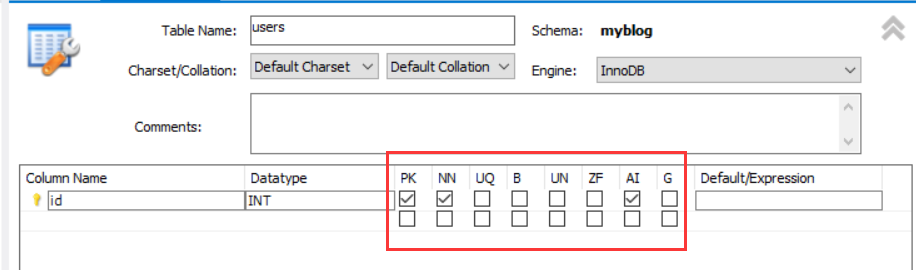 Table Name: users Schema: myblog
Charset/Collation: Default Charset Default Collation Engine: InnoDB
Comments:
Column Name Datatype PK NN UQ B UN ZF AI G Default/Expression
id INT